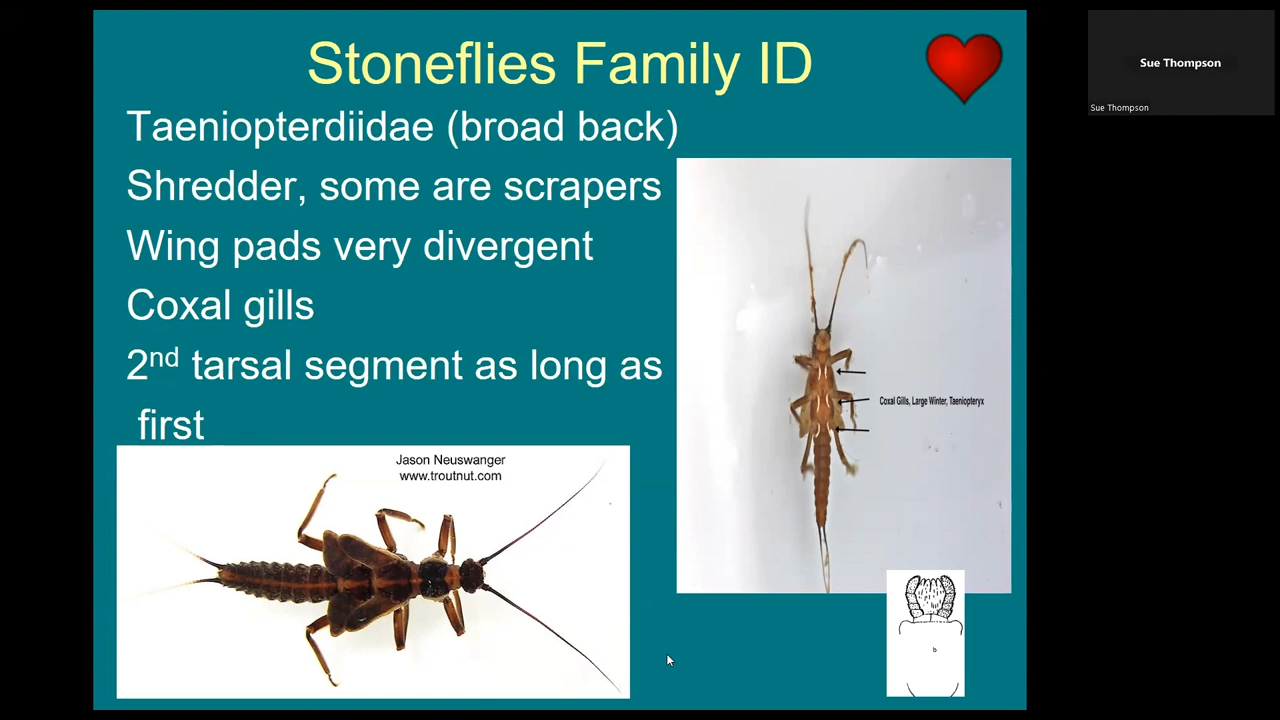 Stoneflies Family ID
Taeniopterdiidae (broad back)
Shredder, some are scrapers
Wing pads very divergent
Coxal gills
2nd tarsal segment as long as
first
Coxal Gills, Large Winter, Taeniopteryx
Jason Neuswanger
www.troutnut.com
b
Sue Thompson
Sue Thompson